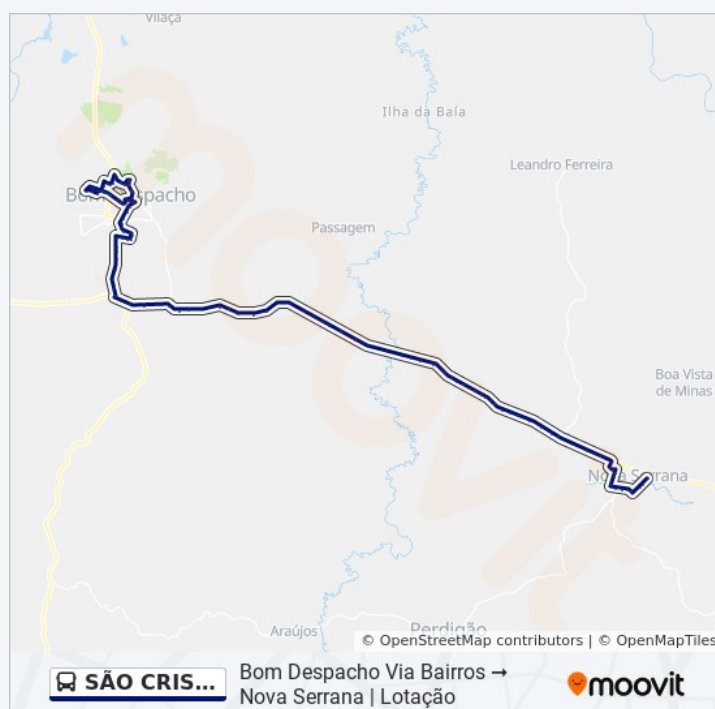 Vilaça
Ilha da Baía
Leandro Ferreira
Bom Despacho
Passagem
Boa Vista
de Minas
Nova Serrana
Araújos
Perdigão
© OpenStreetMap contributors | © OpenMapTiles
SÃO CRIS...
Bom Despacho Via Bairros →
Nova Serrana | Lotação
moovit
moovit